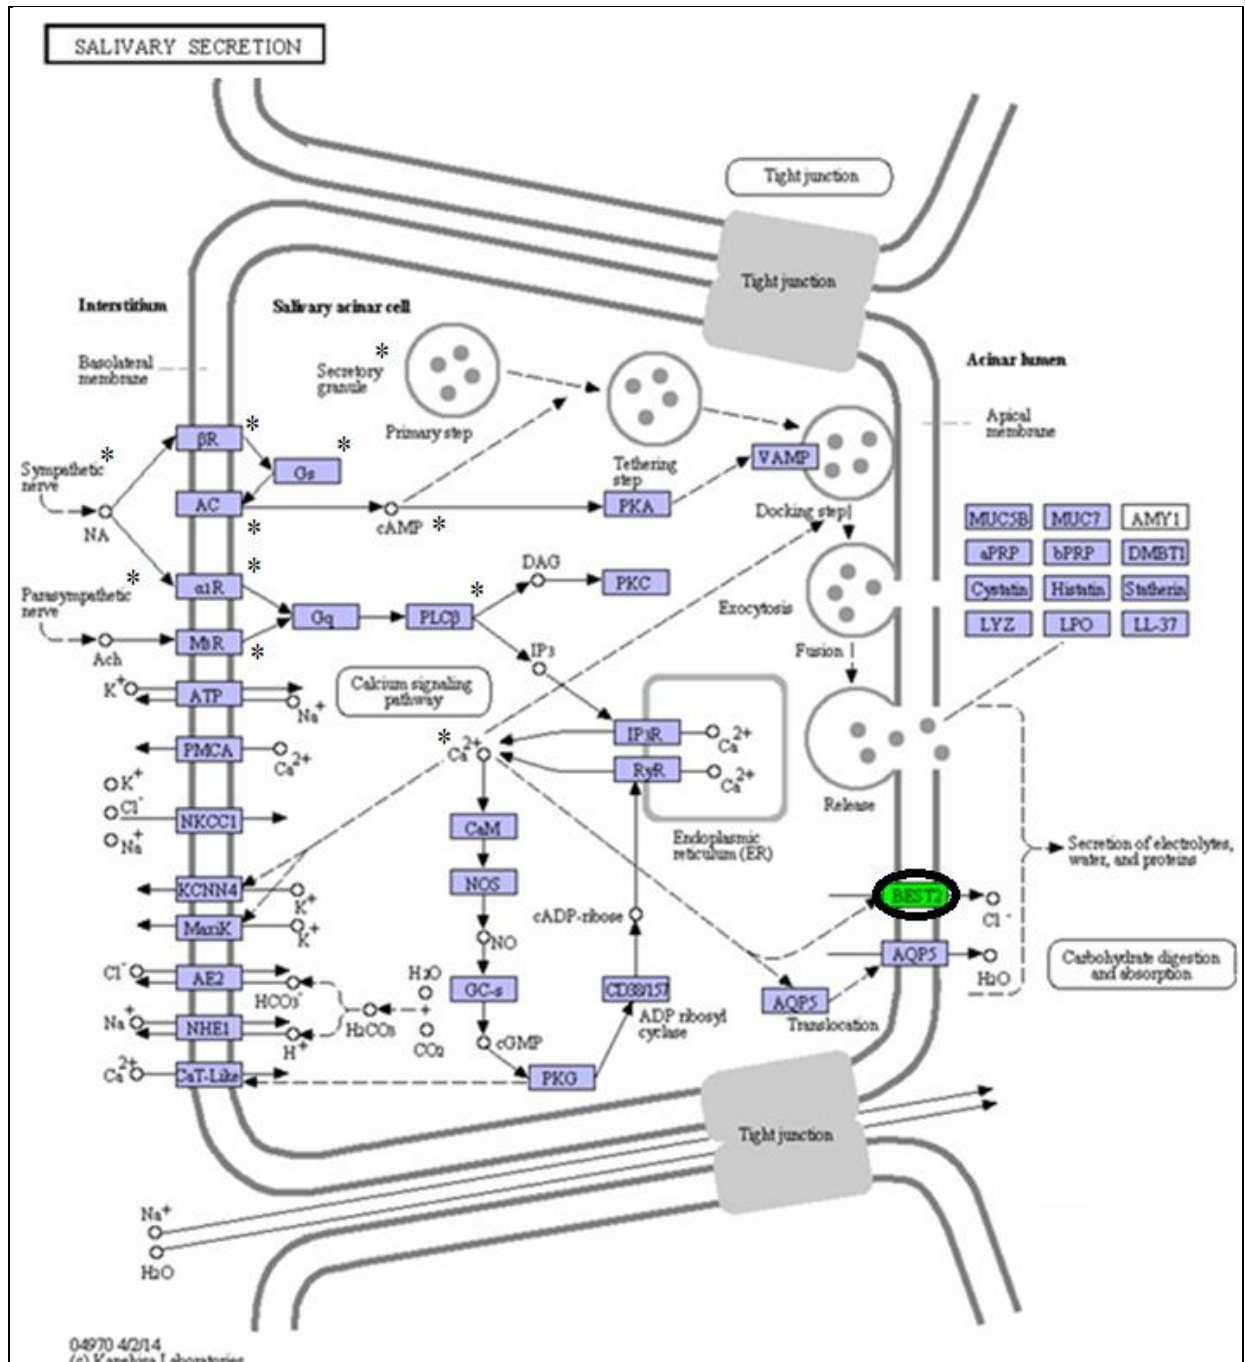 SALIVARY SECRETION
Tight junction
Tight junction
Interstitium
Salivary acinar cell
Basolateral
membrane
Secretory
granule
*
Primary step
Acinar lumen
Apical
membrane
Sympathetic
nerve
*
NA
βR
*
Gs
*
AC
*
cAMP
*
Tethering
step
PKA
VAMP
Docking step
MUC5B
MUC7
AMY1
aPRP
bPRP
DMBT1
Cystatin
Histatin
Statherin
LYZ
LPO
LL-37
Parasympathetic
nerve
*
Ach
α1R
*
M3R
*
Gq
PLCβ
*
DAG
PKC
IP3
Exocytosis
Fusion
Calcium signaling
pathway
K+
ATP
Na+
PMCA
Ca2+
K+
Cl-
Na+
NKCC1
*
Ca2+
IP3R
Ca2+
RyR
Ca2+
Endoplasmic
reticulum (ER)
Release
Secretion of electrolytes,
water, and proteins
CaM
NOS
NO
GC-s
cGMP
PKG
cADP-ribose
CD38/157
ADP ribosyl
cyclase
KCNN4
K+
MaxiK
K+
Cl-
AE2
HCO3-
H2O
H2CO3
+
CO2
Na+
NHE1
H+
Ca2+
CaT-Like
BEST2
Cl-
AQP5
H2O
AQP5
Translocation
Carbohydrate digestion
and absorption
Tight junction
Na+
H2O
04970 4/2/14
(c) Kanehisa Laboratories